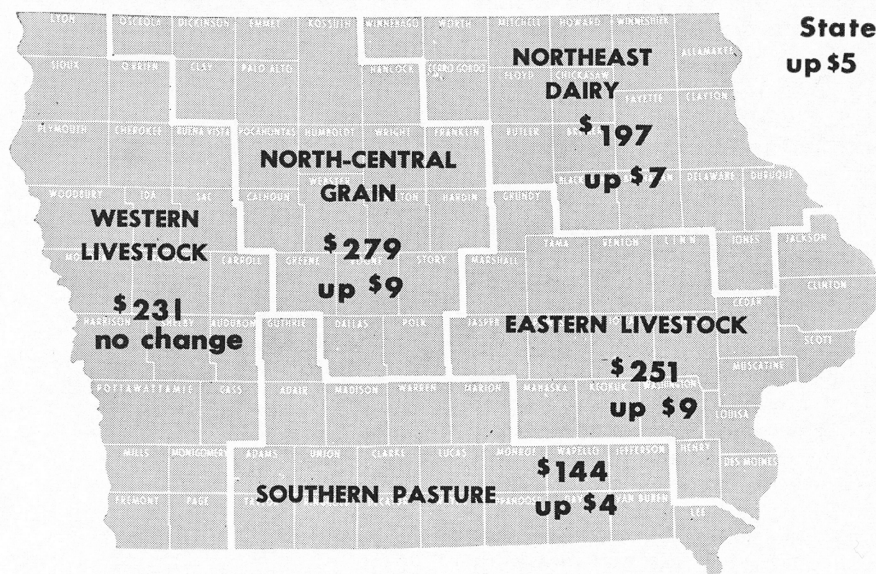 LYON OSCEOLA DICKINSON EMMET KOSSUTH WINNEBAGO WORTH MITCHELL HOWARD WINNESHIEK
State
up $5
ALLAMAKEE
SIOUX O'BRIEN CLAY PALO ALTO HANCOCK CERRO GORDO FLOYD CHICKASAW
NORTHEAST
DAIRY
$197
up $7
FAYETTE CLAYTON
PLYMOUTH CHEROKEE BUENA VISTA POCAHONTAS HUMBOLDT WRIGHT FRANKLIN BUTLER
NORTH-CENTRAL
GRAIN
$279
up $9
WEBSTER
WOODBURY IDA SAC CALHOUN HARDIN GRUNDY DELAWARE DUBUQUE
WESTERN
LIVESTOCK
$231
no change
CARROLL GREENE STORY MARSHALL TAMA BENTON LINN JONES JACKSON
CLINTON
CEDAR
HARRISON AUDUBON GUTHRIE DALLAS POLK JASPER
SCOTT
EASTERN LIVESTOCK
$251
up $9
MUSCATINE
POTTAWATTAMIE CASS ADAIR MADISON WARREN MARION MAHASKA KEOKUK WASHINGTON
LOUISA
MILLS MONTGOMERY ADAMS UNION CLARKE LUCAS MONROE WAPELLO JEFFERSON HENRY
DES MOINES
SOUTHERN PASTURE
$144
up $4
FREMONT PAGE VAN BUREN
LEE